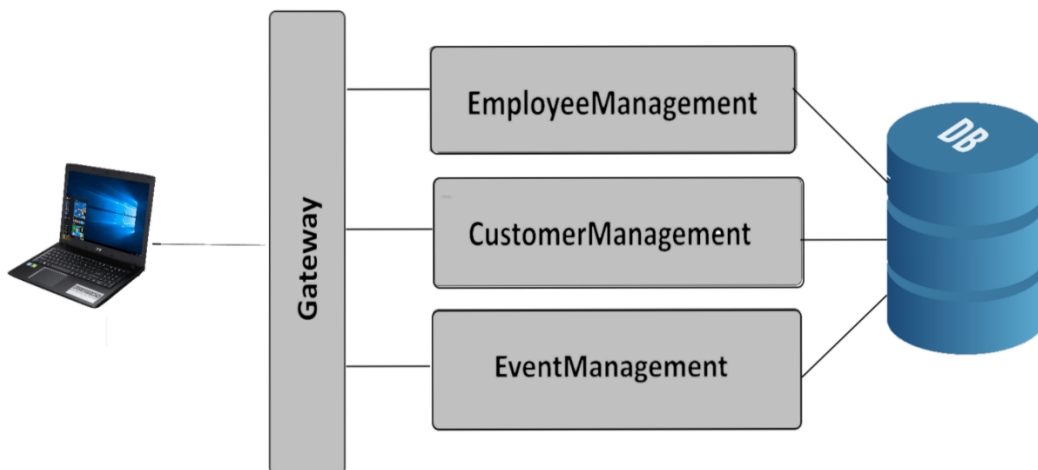 Gateway
EmployeeManagement
CustomerManagement
EventManagement
DB